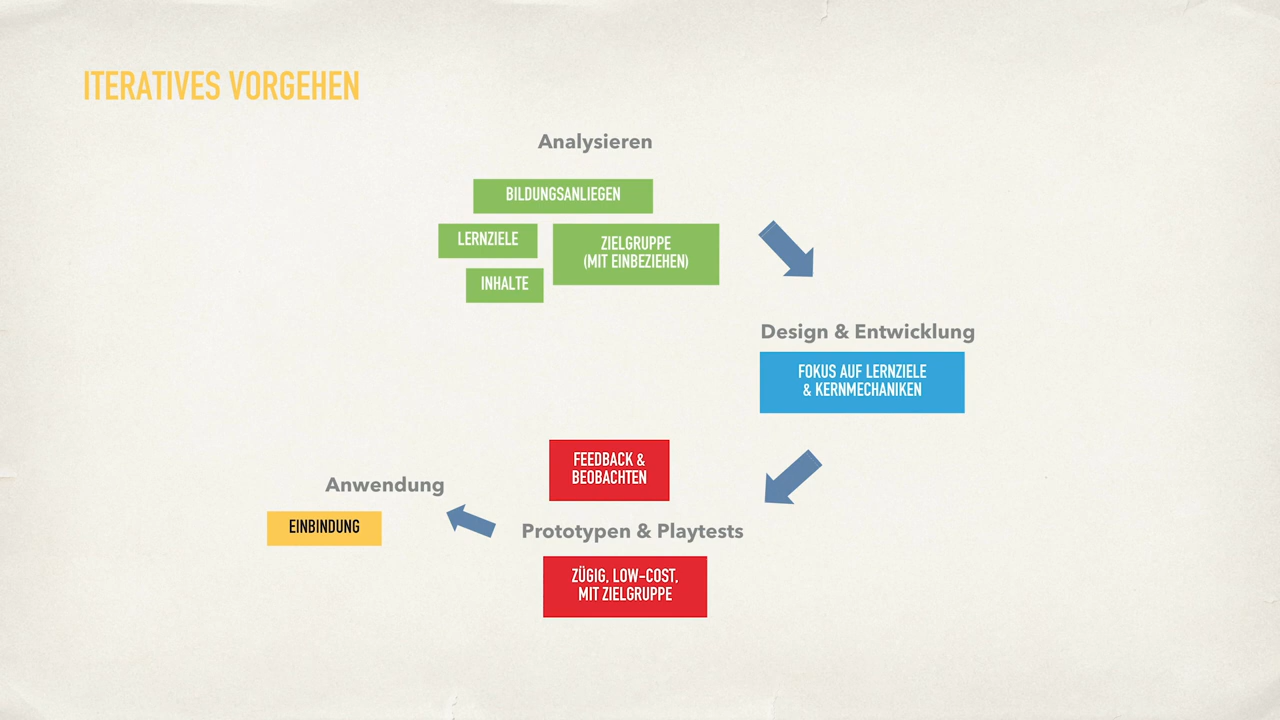 ITERATIVES VORGEHEN
Analysieren
BILDUNGSANLIEGEN
LERNZIELE
ZIELGRUPPE
(MIT EINBEZIEHEN)
INHALTE
Design & Entwicklung
FOKUS AUF LERNZIELE
& KERNMECHANIKEN
FEEDBACK &
BEOBACHTEN
Prototypen & Playtests
ZÜGIG, LOW-COST,
MIT ZIELGRUPPE
Anwendung
EINBINDUNG